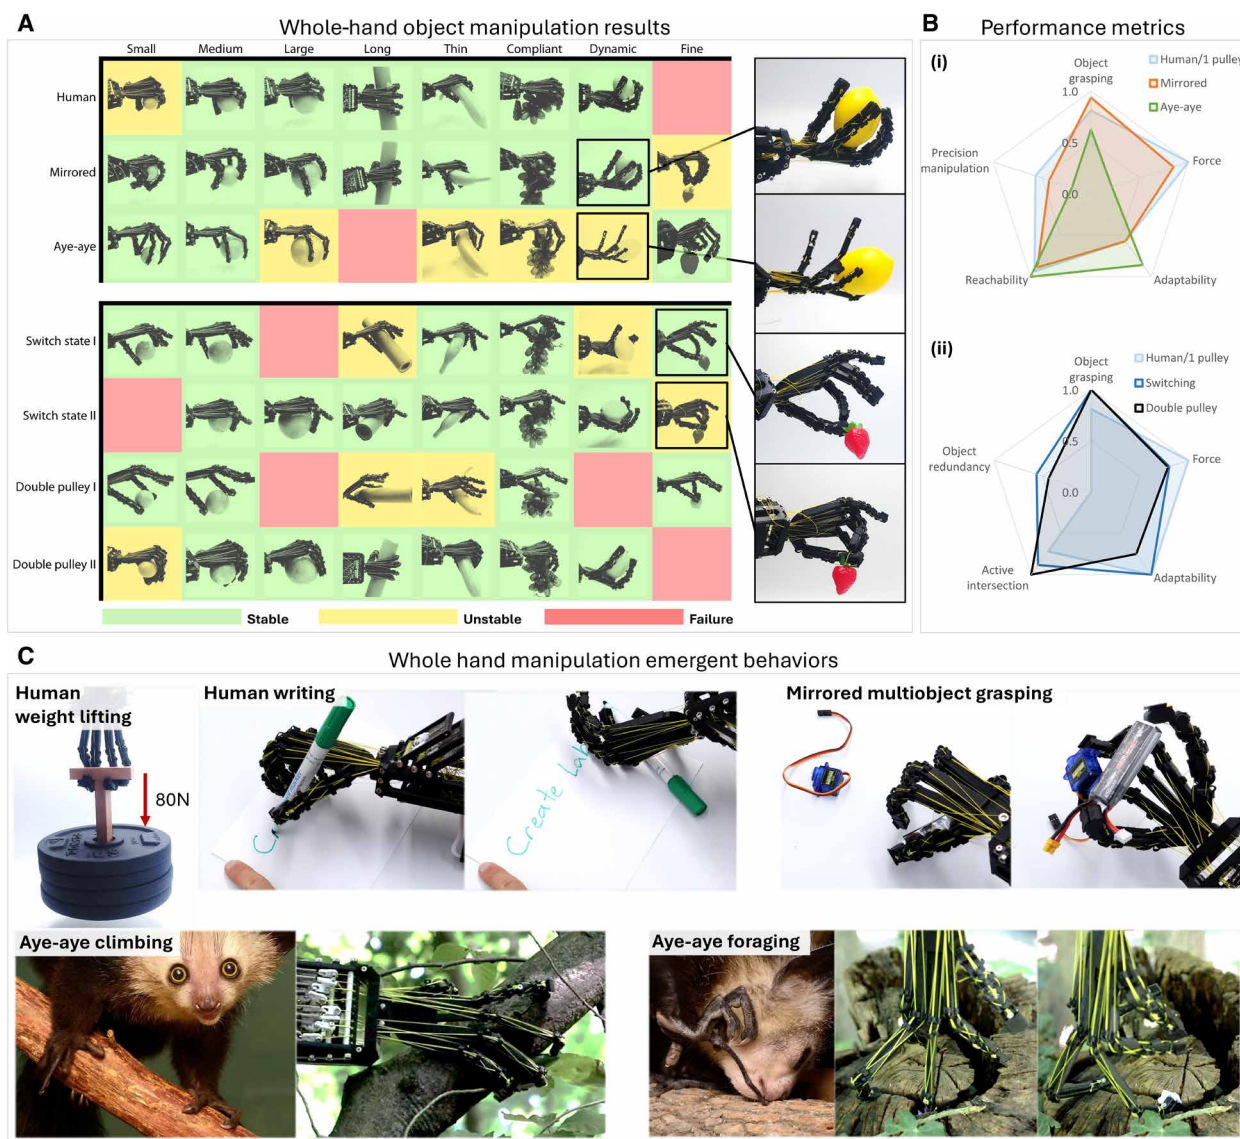 A
Whole-hand object manipulation results
Small Medium Large Long Thin Compliant Dynamic Fine
Human
Mirrored
Aye-aye
Switch state I
Switch state II
Double pulley I
Double pulley II
Stable Unstable Failure
B
Performance metrics
(i)
Human/1 pulley
Mirrored
Aye-aye
Object
grasping
1.0
0.5
0.0
Precision
manipulation
Force
Reachability
Adaptability
(ii)
Human/1 pulley
Switching
Double pulley
Object
grasping
1.0
0.5
0.0
Object
redundancy
Force
Active
intersection
Adaptability
C
Whole hand manipulation emergent behaviors
Human
weight lifting
80N
Human writing
Create Lab
Mirrored multiobject grasping
Aye-aye climbing
Aye-aye foraging